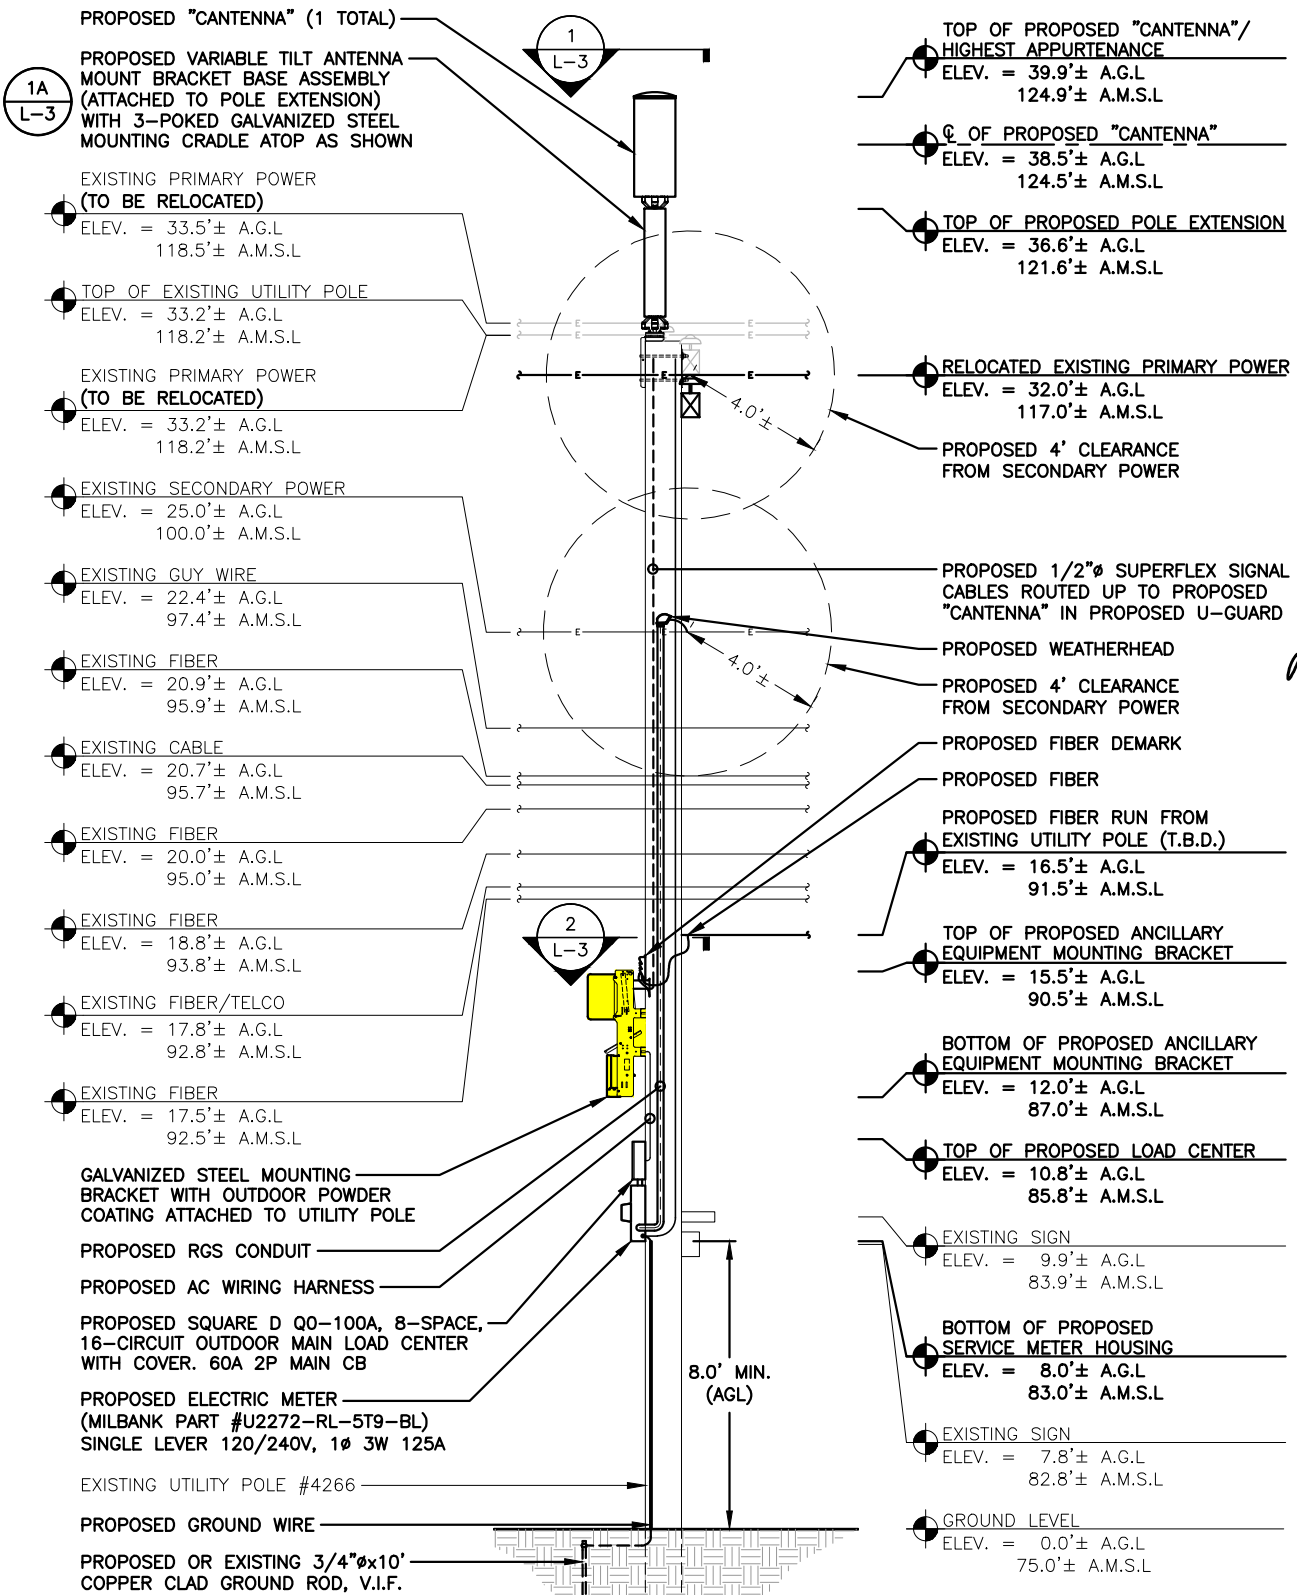 PROPOSED "CANTENNA" (1 TOTAL)
PROPOSED VARIABLE TILT ANTENNA
MOUNT BRACKET BASE ASSEMBLY
(ATTACHED TO POLE EXTENSION)
WITH 3-POKED GALVANIZED STEEL
MOUNTING CRADLE ATOP AS SHOWN
1A
L-3
EXISTING PRIMARY POWER
(TO BE RELOCATED)
ELEV. = 33.5'± A.G.L
118.5'± A.M.S.L
TOP OF EXISTING UTILITY POLE
ELEV. = 33.2'± A.G.L
118.2'± A.M.S.L
EXISTING PRIMARY POWER
(TO BE RELOCATED)
ELEV. = 33.2'± A.G.L
118.2'± A.M.S.L
EXISTING SECONDARY POWER
ELEV. = 25.0'± A.G.L
100.0'± A.M.S.L
EXISTING GUY WIRE
ELEV. = 22.4'± A.G.L
97.4'± A.M.S.L
EXISTING FIBER
ELEV. = 20.9'± A.G.L
95.9'± A.M.S.L
EXISTING CABLE
ELEV. = 20.7'± A.G.L
95.7'± A.M.S.L
EXISTING FIBER
ELEV. = 20.0'± A.G.L
95.0'± A.M.S.L
EXISTING FIBER
ELEV. = 18.8'± A.G.L
93.8'± A.M.S.L
EXISTING FIBER/TELCO
ELEV. = 17.8'± A.G.L
92.8'± A.M.S.L
EXISTING FIBER
ELEV. = 17.5'± A.G.L
92.5'± A.M.S.L
GALVANIZED STEEL MOUNTING
BRACKET WITH OUTDOOR POWDER
COATING ATTACHED TO UTILITY POLE
PROPOSED RGS CONDUIT
PROPOSED AC WIRING HARNESS
PROPOSED SQUARE D QO-100A, 8-SPACE,
16-CIRCUIT OUTDOOR MAIN LOAD CENTER
WITH COVER. 60A 2P MAIN CB
PROPOSED ELECTRIC METER
(MILBANK PART #U2272-RL-5T9-BL)
SINGLE LEVER 120/240V, 1ø 3W 125A
EXISTING UTILITY POLE #4266
PROPOSED GROUND WIRE
PROPOSED OR EXISTING 3/4"øx10'
COPPER CLAD GROUND ROD, V.I.F.
1
L-3
E E
E E
E E E
4.0'±
E E E
4.0'±
2
L-3
8.0' MIN.
(AGL)
TOP OF PROPOSED "CANTENNA"/
HIGHEST APPURTENANCE
ELEV. = 39.9'± A.G.L
124.9'± A.M.S.L
℄ OF PROPOSED "CANTENNA"
ELEV. = 38.5'± A.G.L
124.5'± A.M.S.L
TOP OF PROPOSED POLE EXTENSION
ELEV. = 36.6'± A.G.L
121.6'± A.M.S.L
RELOCATED EXISTING PRIMARY POWER
ELEV. = 32.0'± A.G.L
117.0'± A.M.S.L
PROPOSED 4' CLEARANCE
FROM SECONDARY POWER
PROPOSED 1/2"ø SUPERFLEX SIGNAL
CABLES ROUTED UP TO PROPOSED
"CANTENNA" IN PROPOSED U-GUARD
PROPOSED WEATHERHEAD
PROPOSED 4' CLEARANCE
FROM SECONDARY POWER
PROPOSED FIBER DEMARK
PROPOSED FIBER
PROPOSED FIBER RUN FROM
EXISTING UTILITY POLE (T.B.D.)
ELEV. = 16.5'± A.G.L
91.5'± A.M.S.L
TOP OF PROPOSED ANCILLARY
EQUIPMENT MOUNTING BRACKET
ELEV. = 15.5'± A.G.L
90.5'± A.M.S.L
BOTTOM OF PROPOSED ANCILLARY
EQUIPMENT MOUNTING BRACKET
ELEV. = 12.0'± A.G.L
87.0'± A.M.S.L
TOP OF PROPOSED LOAD CENTER
ELEV. = 10.8'± A.G.L
85.8'± A.M.S.L
EXISTING SIGN
ELEV. = 9.9'± A.G.L
83.9'± A.M.S.L
BOTTOM OF PROPOSED
SERVICE METER HOUSING
ELEV. = 8.0'± A.G.L
83.0'± A.M.S.L
EXISTING SIGN
ELEV. = 7.8'± A.G.L
82.8'± A.M.S.L
GROUND LEVEL
ELEV. = 0.0'± A.G.L
75.0'± A.M.S.L